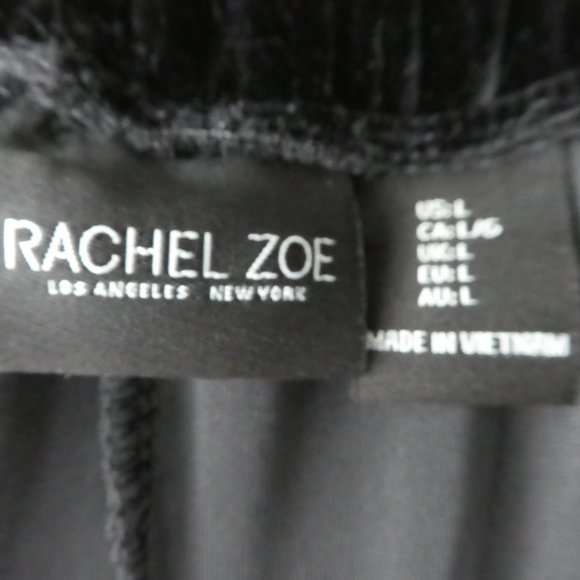 RACHEL ZOE
LOS ANGELES NEW YORK
US: L
CA: L/G
UK: L
EU: L
AU: L
MADE IN VIETNAM